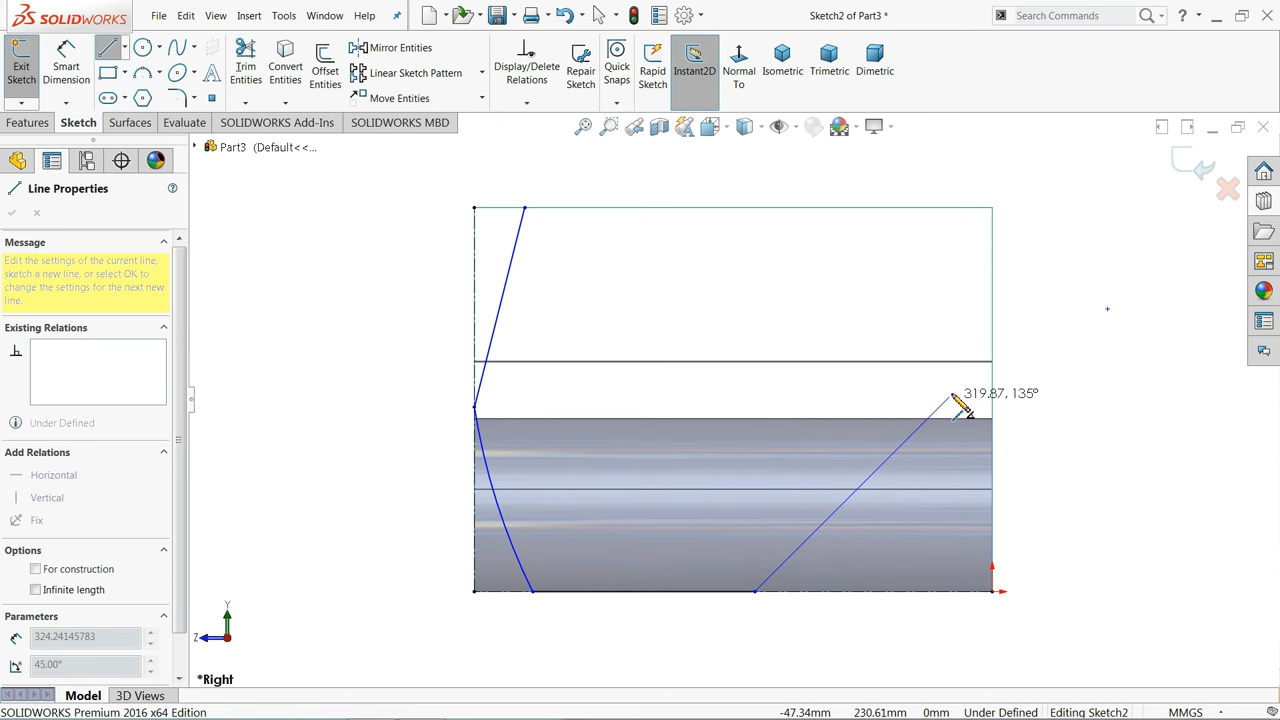 SOLIDWORKS File Edit View Insert Tools Window Help Sketch2 of Part3 * Search Commands ?
Exit Sketch Smart Dimension Trim Entities Convert Entities Offset Entities Mirror Entities Linear Sketch Pattern Move Entities Display/Delete Relations Repair Sketch Quick Snaps Rapid Sketch Instant2D Normal To Isometric Trimetric Dimetric
Features Sketch Surfaces Evaluate SOLIDWORKS Add-Ins SOLIDWORKS MBD
Part3 (Default<<...
Line Properties
Message
Edit the settings of the current line,
sketch a new line, or select OK to
change the settings for the next new
line.
Existing Relations
Under Defined
Add Relations
Horizontal
Vertical
Fix
Options
For construction
Infinite length
Parameters
324.24145783
45.00°
319.87, 135°
Y
Z
*Right
Model 3D Views
SOLIDWORKS Premium 2016 x64 Edition -47.34mm 230.61mm 0mm Under Defined Editing Sketch2 MMGS